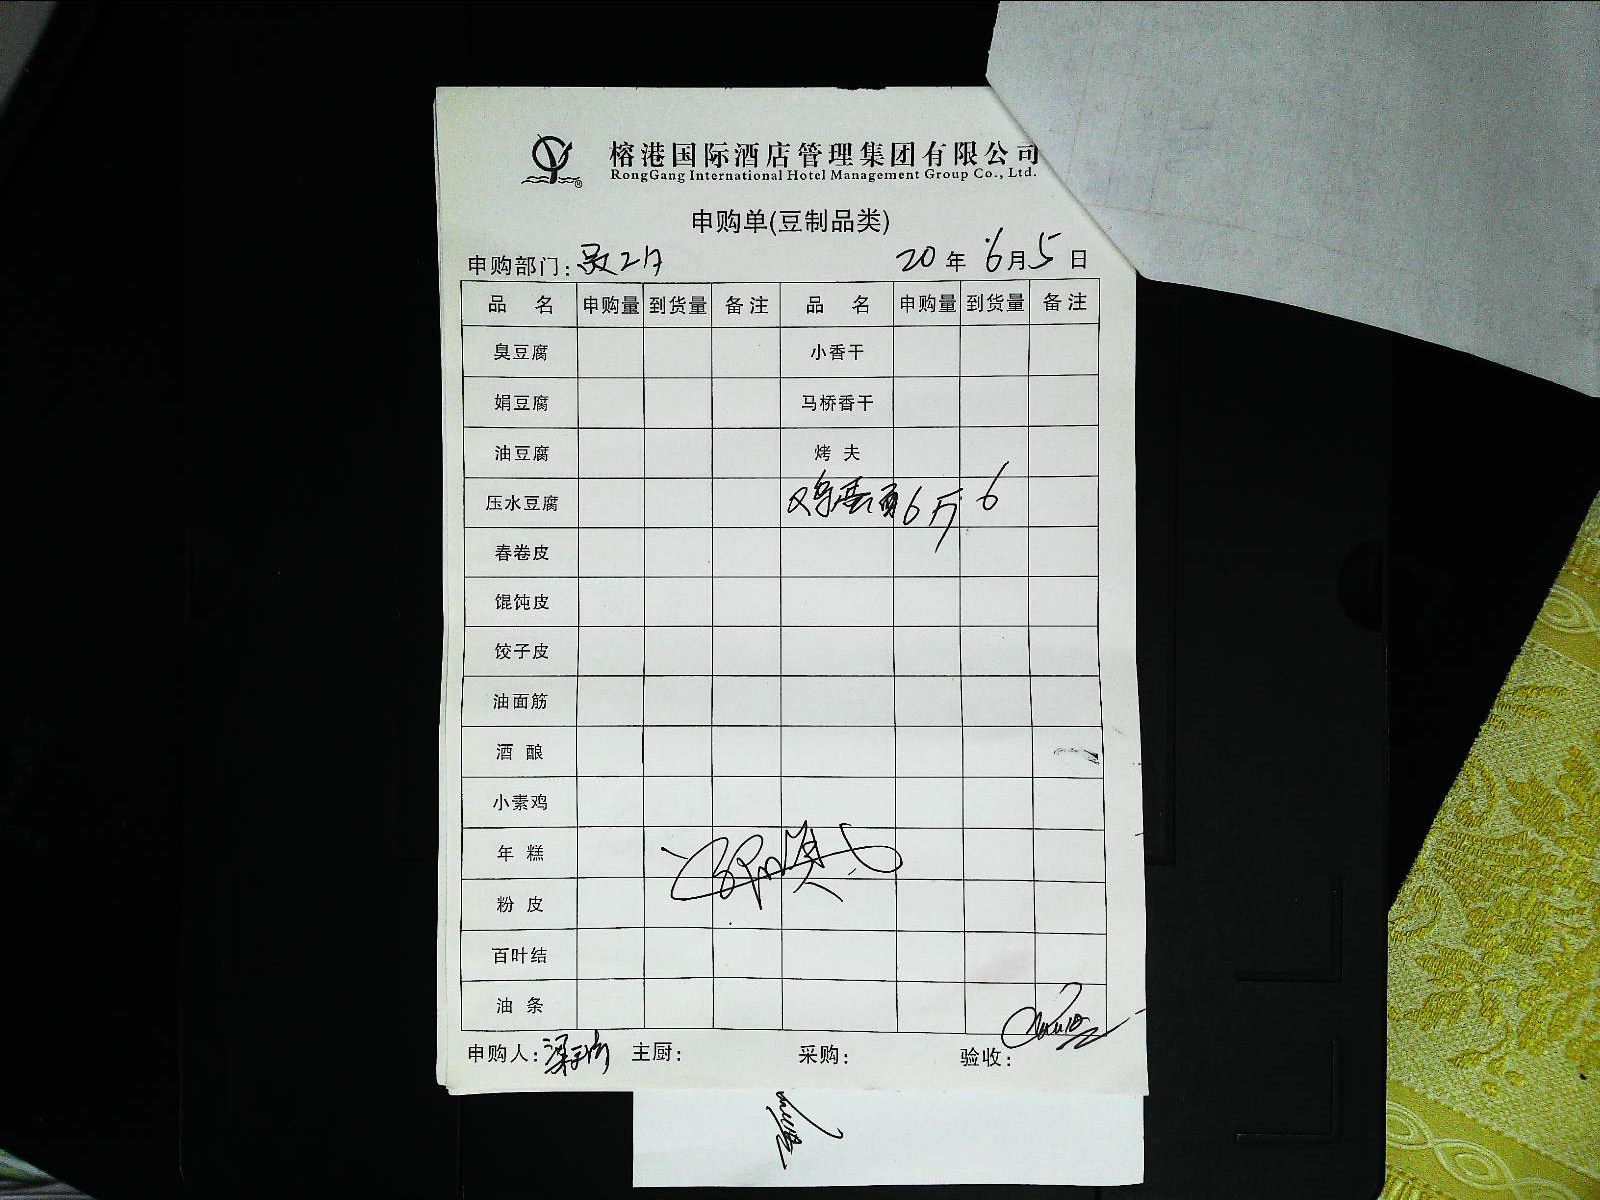 榕港国际酒店管理集团有限公司
RongGang International Hotel Management Group Co., Ltd.
申购单(豆制品类)
申购部门: 20 年 6 月 5 日
品 名 申购量 到货量 备注 品 名 申购量 到货量 备注
臭豆腐 小香干
娟豆腐 马桥香干
油豆腐 烤夫
压水豆腐 鸡蛋面 6斤 6
春卷皮
馄饨皮
饺子皮
油面筋
酒酿
小素鸡
年糕
粉皮
百叶结
油条
申购人: 主厨: 采购: 验收: